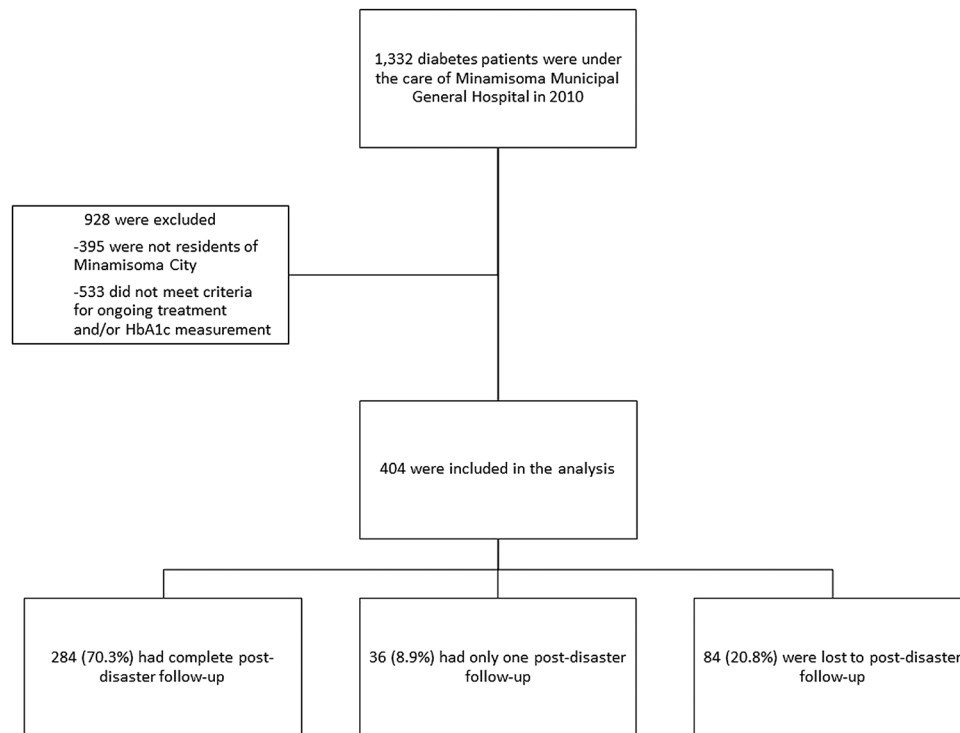 1,332 diabetes patients were under
the care of Minamisoma Municipal
General Hospital in 2010
928 were excluded
-395 were not residents of
Minamisoma City
-533 did not meet criteria
for ongoing treatment
and/or HbA1c measurement
404 were included in the analysis
284 (70.3%) had complete post-
disaster follow-up
36 (8.9%) had only one post-disaster
follow-up
84 (20.8%) were lost to post-disaster
follow-up